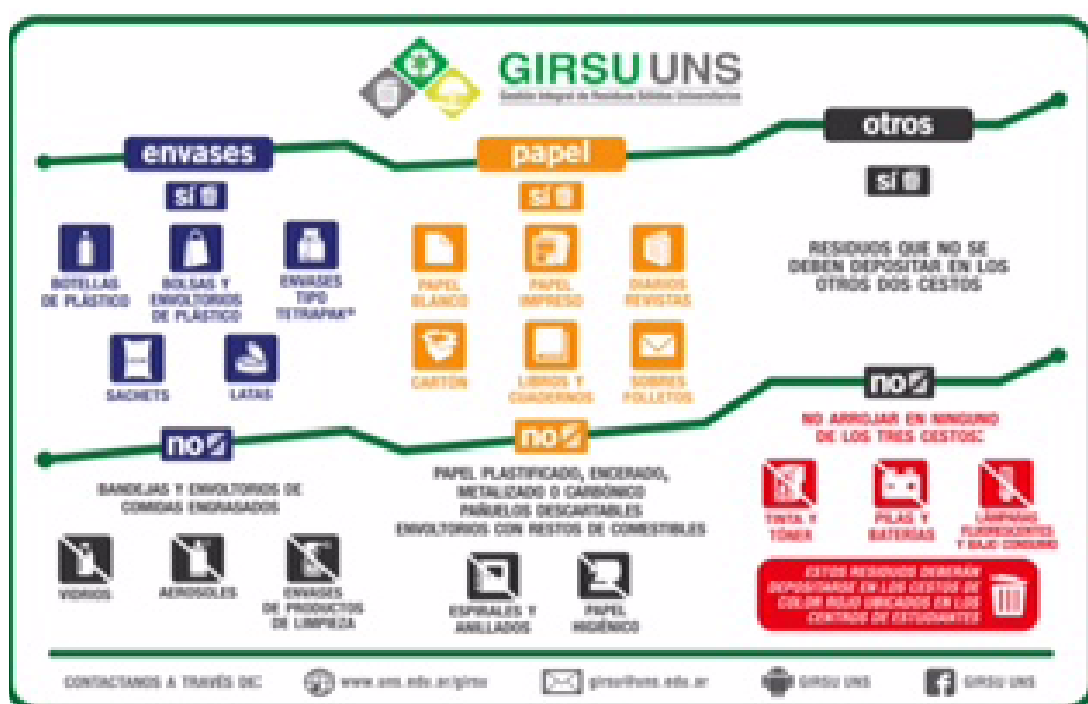 GIRSU UNS
Gestión Integral de Residuos Sólidos Universitarios
envases
papel
otros
sí
sí
sí
BOTELLAS
DE PLÁSTICO
BOLSAS Y
ENVOLTORIOS
DE PLÁSTICO
ENVASES
TIPO
TETRAPAK®
SACHETS
LATAS
PAPEL
BLANCO
PAPEL
IMPRESO
DIARIOS
REVISTAS
CARTÓN
LIBROS Y
CUADERNOS
SOBRES
FOLLETOS
RESIDUOS QUE NO SE
DEBEN DEPOSITAR EN LOS
OTROS DOS CESTOS
no
BANDEJAS Y ENVOLTORIOS DE
COMIDAS ENGRASADOS
VIDRIOS
AEROSOLES
ENVASES
DE PRODUCTOS
DE LIMPIEZA
no
PAPEL PLASTIFICADO, ENCERADO,
METALIZADO O CARBÓNICO
PAÑUELOS DESCARTABLES
ENVOLTORIOS CON RESTOS DE COMESTIBLES
ESPIRALES Y
ANILLADOS
PAPEL
HIGIÉNICO
no
NO ARROJAR EN NINGUNO
DE LOS TRES CESTOS:
TINTA Y
TÓNER
PILAS Y
BATERÍAS
LÁMPARAS
FLUORESCENTES
Y BAJO CONSUMO
ESTOS RESIDUOS DEBERÁN
DEPOSITARSE EN LOS CESTOS DE
COLOR ROJO UBICADOS EN LOS
CENTROS DE ESTUDIANTES
CONTACTANOS A TRAVÉS DE:
www.uns.edu.ar/girsu
girsu@uns.edu.ar
GIRSU UNS
GIRSU UNS